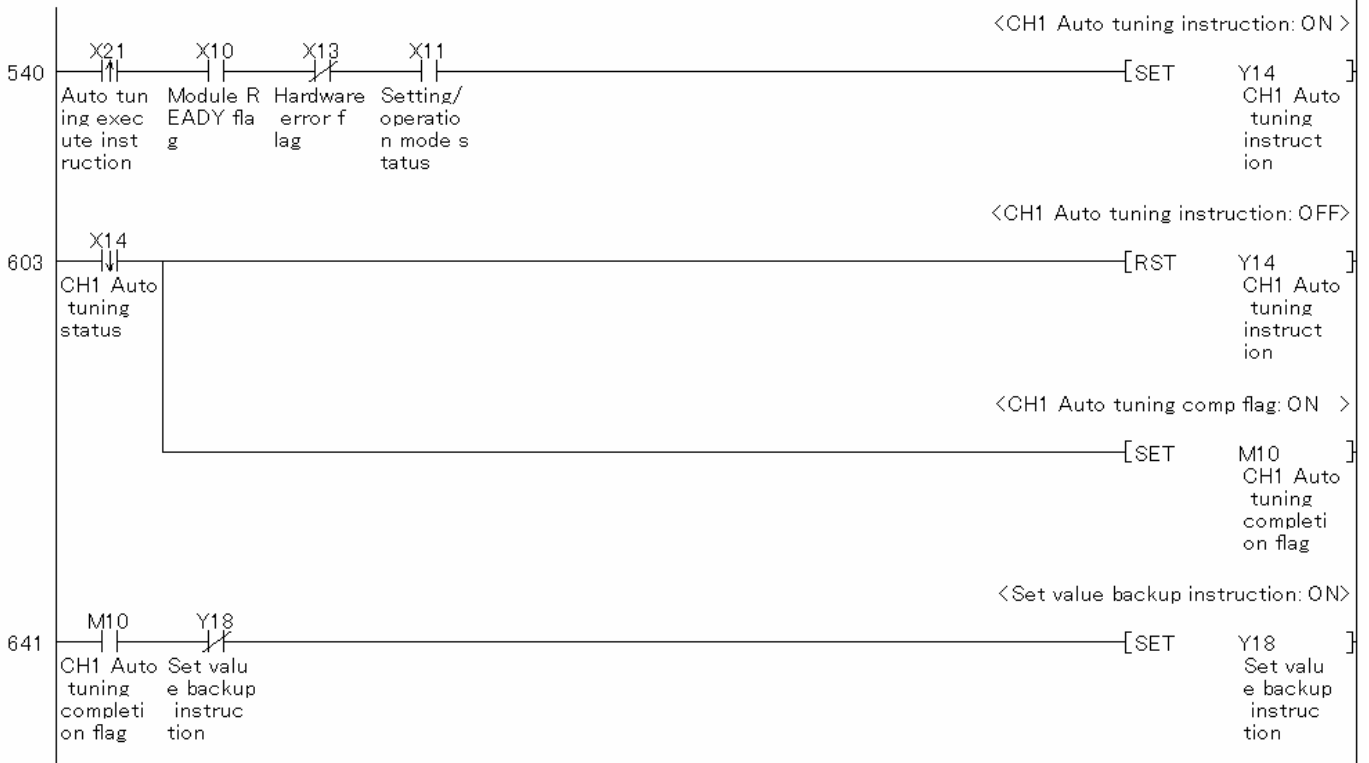 <CH1 Auto tuning instruction: ON >
X21 X10 X13 X11
540 SET Y14
Auto tun Module R Hardware Setting/ CH1 Auto
ing exec EADY fla error f operatio tuning
ute inst g lag n mode s instruct
ruction tatus ion
<CH1 Auto tuning instruction: OFF>
X14
603 RST Y14
CH1 Auto CH1 Auto
tuning tuning
status instruct
ion
<CH1 Auto tuning comp flag: ON >
SET M10
CH1 Auto
tuning
completi
on flag
<Set value backup instruction: ON>
M10 Y18
641 SET Y18
CH1 Auto Set valu Set valu
tuning e backup e backup
completi instruc instruc
on flag tion tion